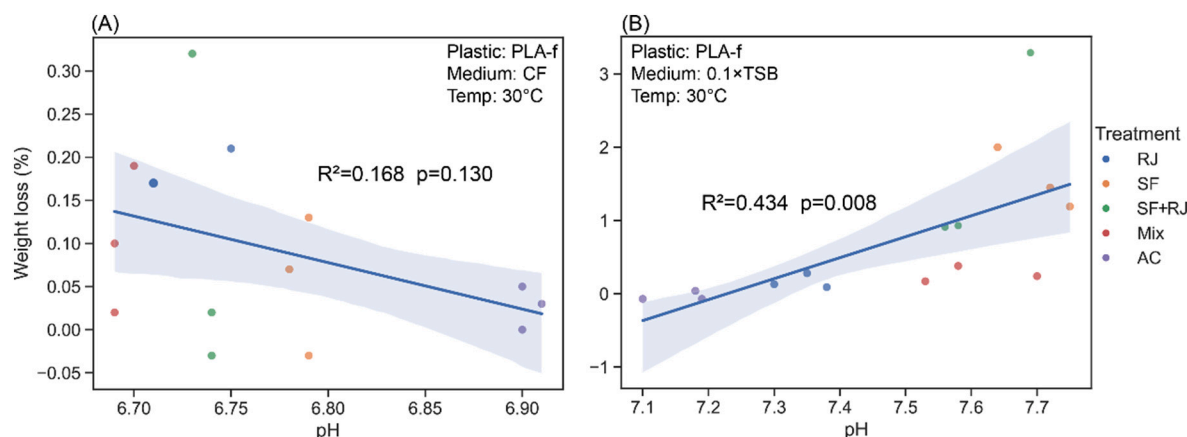 (A)
Plastic: PLA-f
Medium: CF
Temp: 30°C
R²=0.168 p=0.130
Weight loss (%)
0.30
0.25
0.20
0.15
0.10
0.05
0.00
−0.05
6.70 6.75 6.80 6.85 6.90
pH
(B)
Plastic: PLA-f
Medium: 0.1×TSB
Temp: 30°C
R²=0.434 p=0.008
3
2
1
0
−1
7.1 7.2 7.3 7.4 7.5 7.6 7.7
pH
Treatment
RJ
SF
SF+RJ
Mix
AC